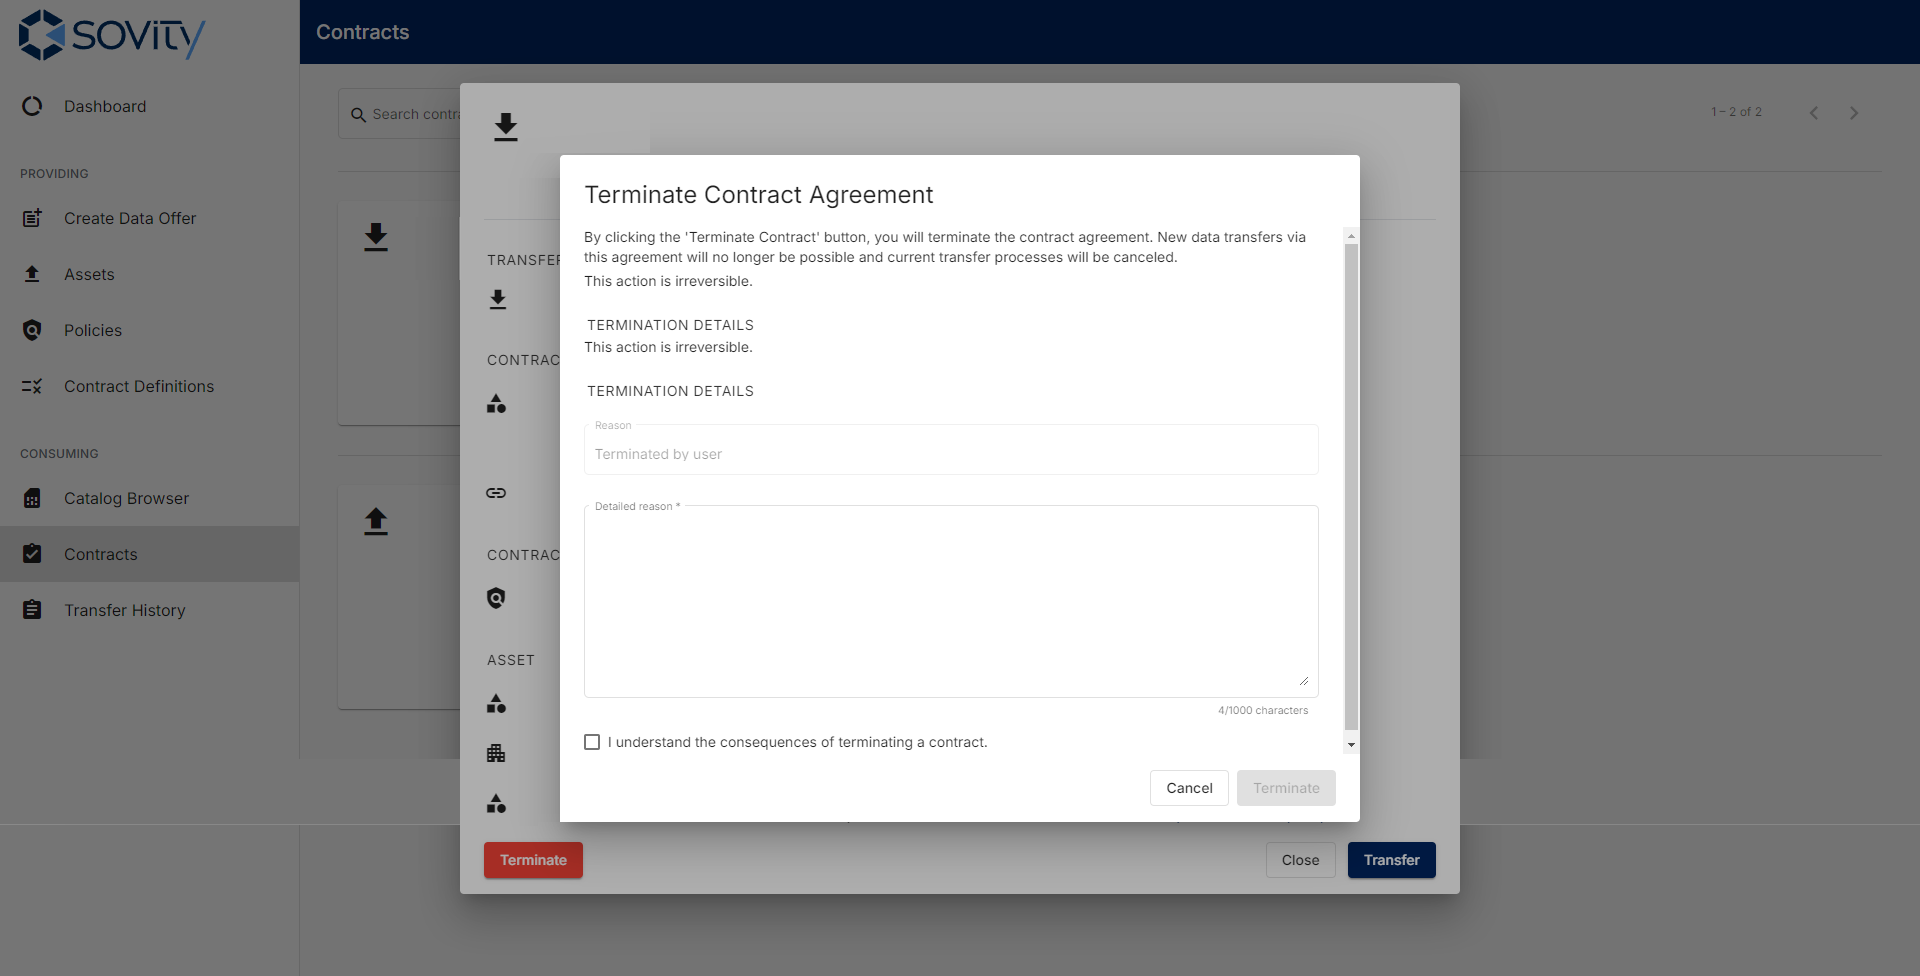 sovity
Contracts
Dashboard
PROVIDING
Create Data Offer
Assets
Policies
Contract Definitions
CONSUMING
Catalog Browser
Contracts
Transfer History
Search contra
1 – 2 of 2
TRANSFER
CONTRAC
CONTRAC
ASSET
Terminate Contract Agreement
By clicking the 'Terminate Contract' button, you will terminate the contract agreement. New data transfers via
this agreement will no longer be possible and current transfer processes will be canceled.
This action is irreversible.
TERMINATION DETAILS
This action is irreversible.
TERMINATION DETAILS
Reason
Terminated by user
Detailed reason *
4/1000 characters
I understand the consequences of terminating a contract.
Cancel
Terminate
Terminate
Close
Transfer